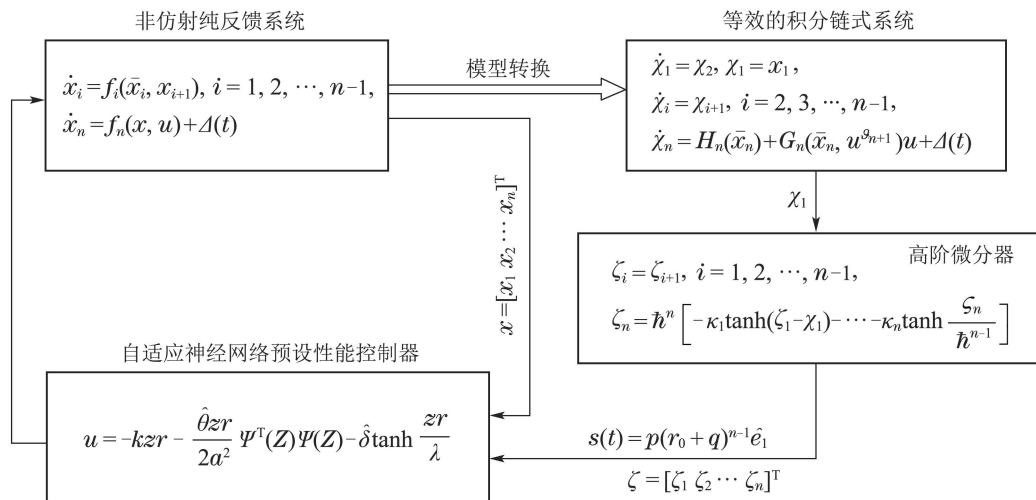 非仿射纯反馈系统
ẋᵢ = fᵢ(x̄ᵢ, xᵢ₊₁), i = 1, 2, ⋯, n−1,
ẋₙ = fₙ(x, u)+Δ(t)
模型转换
等效的积分链式系统
χ̇₁ = χ₂, χ₁ = x₁,
χ̇ᵢ = χᵢ₊₁, i = 2, 3, ⋯, n−1,
χ̇ₙ = Hₙ(x̄ₙ)+Gₙ(x̄ₙ, u^{ϑₙ₊₁})u+Δ(t)
χ₁
x = [x₁ x₂ ⋯ xₙ]ᵀ
高阶微分器
ζ̇ᵢ = ζᵢ₊₁, i = 1, 2, ⋯, n−1,
ζ̇ₙ = ℏⁿ[−κ₁tanh(ζ₁−χ₁)−⋯−κₙtanh ςₙ/ℏⁿ⁻¹]
自适应神经网络预设性能控制器
u = −kzr − θ̂zr/2a² Ψᵀ(Z)Ψ(Z)−δ̂tanh zr/λ
s(t) = p(r₀ + q)ⁿ⁻¹ê₁
ζ = [ζ₁ ζ₂ ⋯ ζₙ]ᵀ